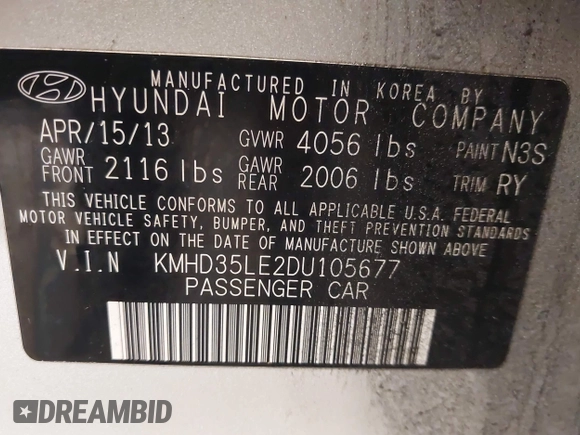 MANUFACTURED IN KOREA BY
HYUNDAI MOTOR COMPANY
APR/15/13 GVWR 4056 lbs PAINT N3S
GAWR FRONT 2116 lbs GAWR REAR 2006 lbs TRIM RY
THIS VEHICLE CONFORMS TO ALL APPLICABLE U.S.A. FEDERAL
MOTOR VEHICLE SAFETY, BUMPER, AND THEFT PREVENTION STANDARDS
IN EFFECT ON THE DATE OF MANUFACTURE SHOWN ABOVE
V.I.N KMHD35LE2DU105677
PASSENGER CAR
DREAMBID